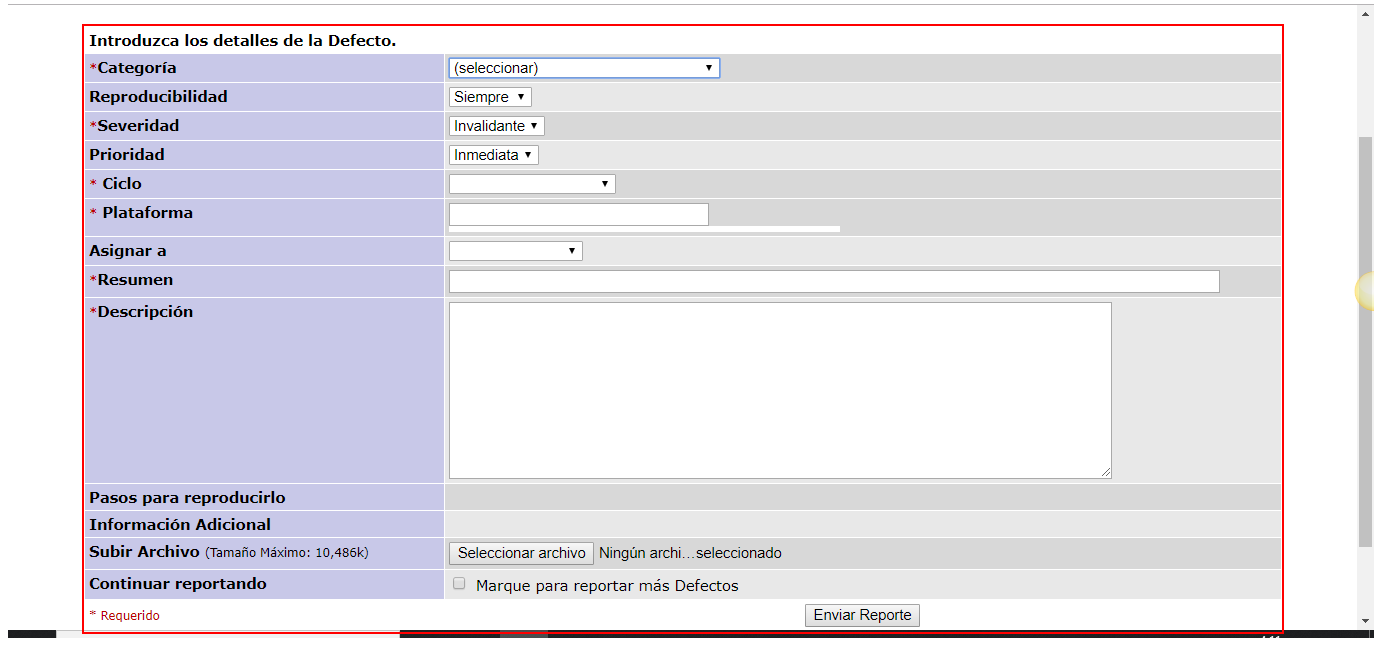 Introduzca los detalles de la Defecto.
*Categoría (seleccionar)
Reproducibilidad Siempre
*Severidad Invalidante
Prioridad Inmediata
* Ciclo
* Plataforma
Asignar a
*Resumen
*Descripción
Pasos para reproducirlo
Información Adicional
Subir Archivo (Tamaño Máximo: 10,486k) Seleccionar archivo Ningún archi…seleccionado
Continuar reportando Marque para reportar más Defectos
* Requerido Enviar Reporte